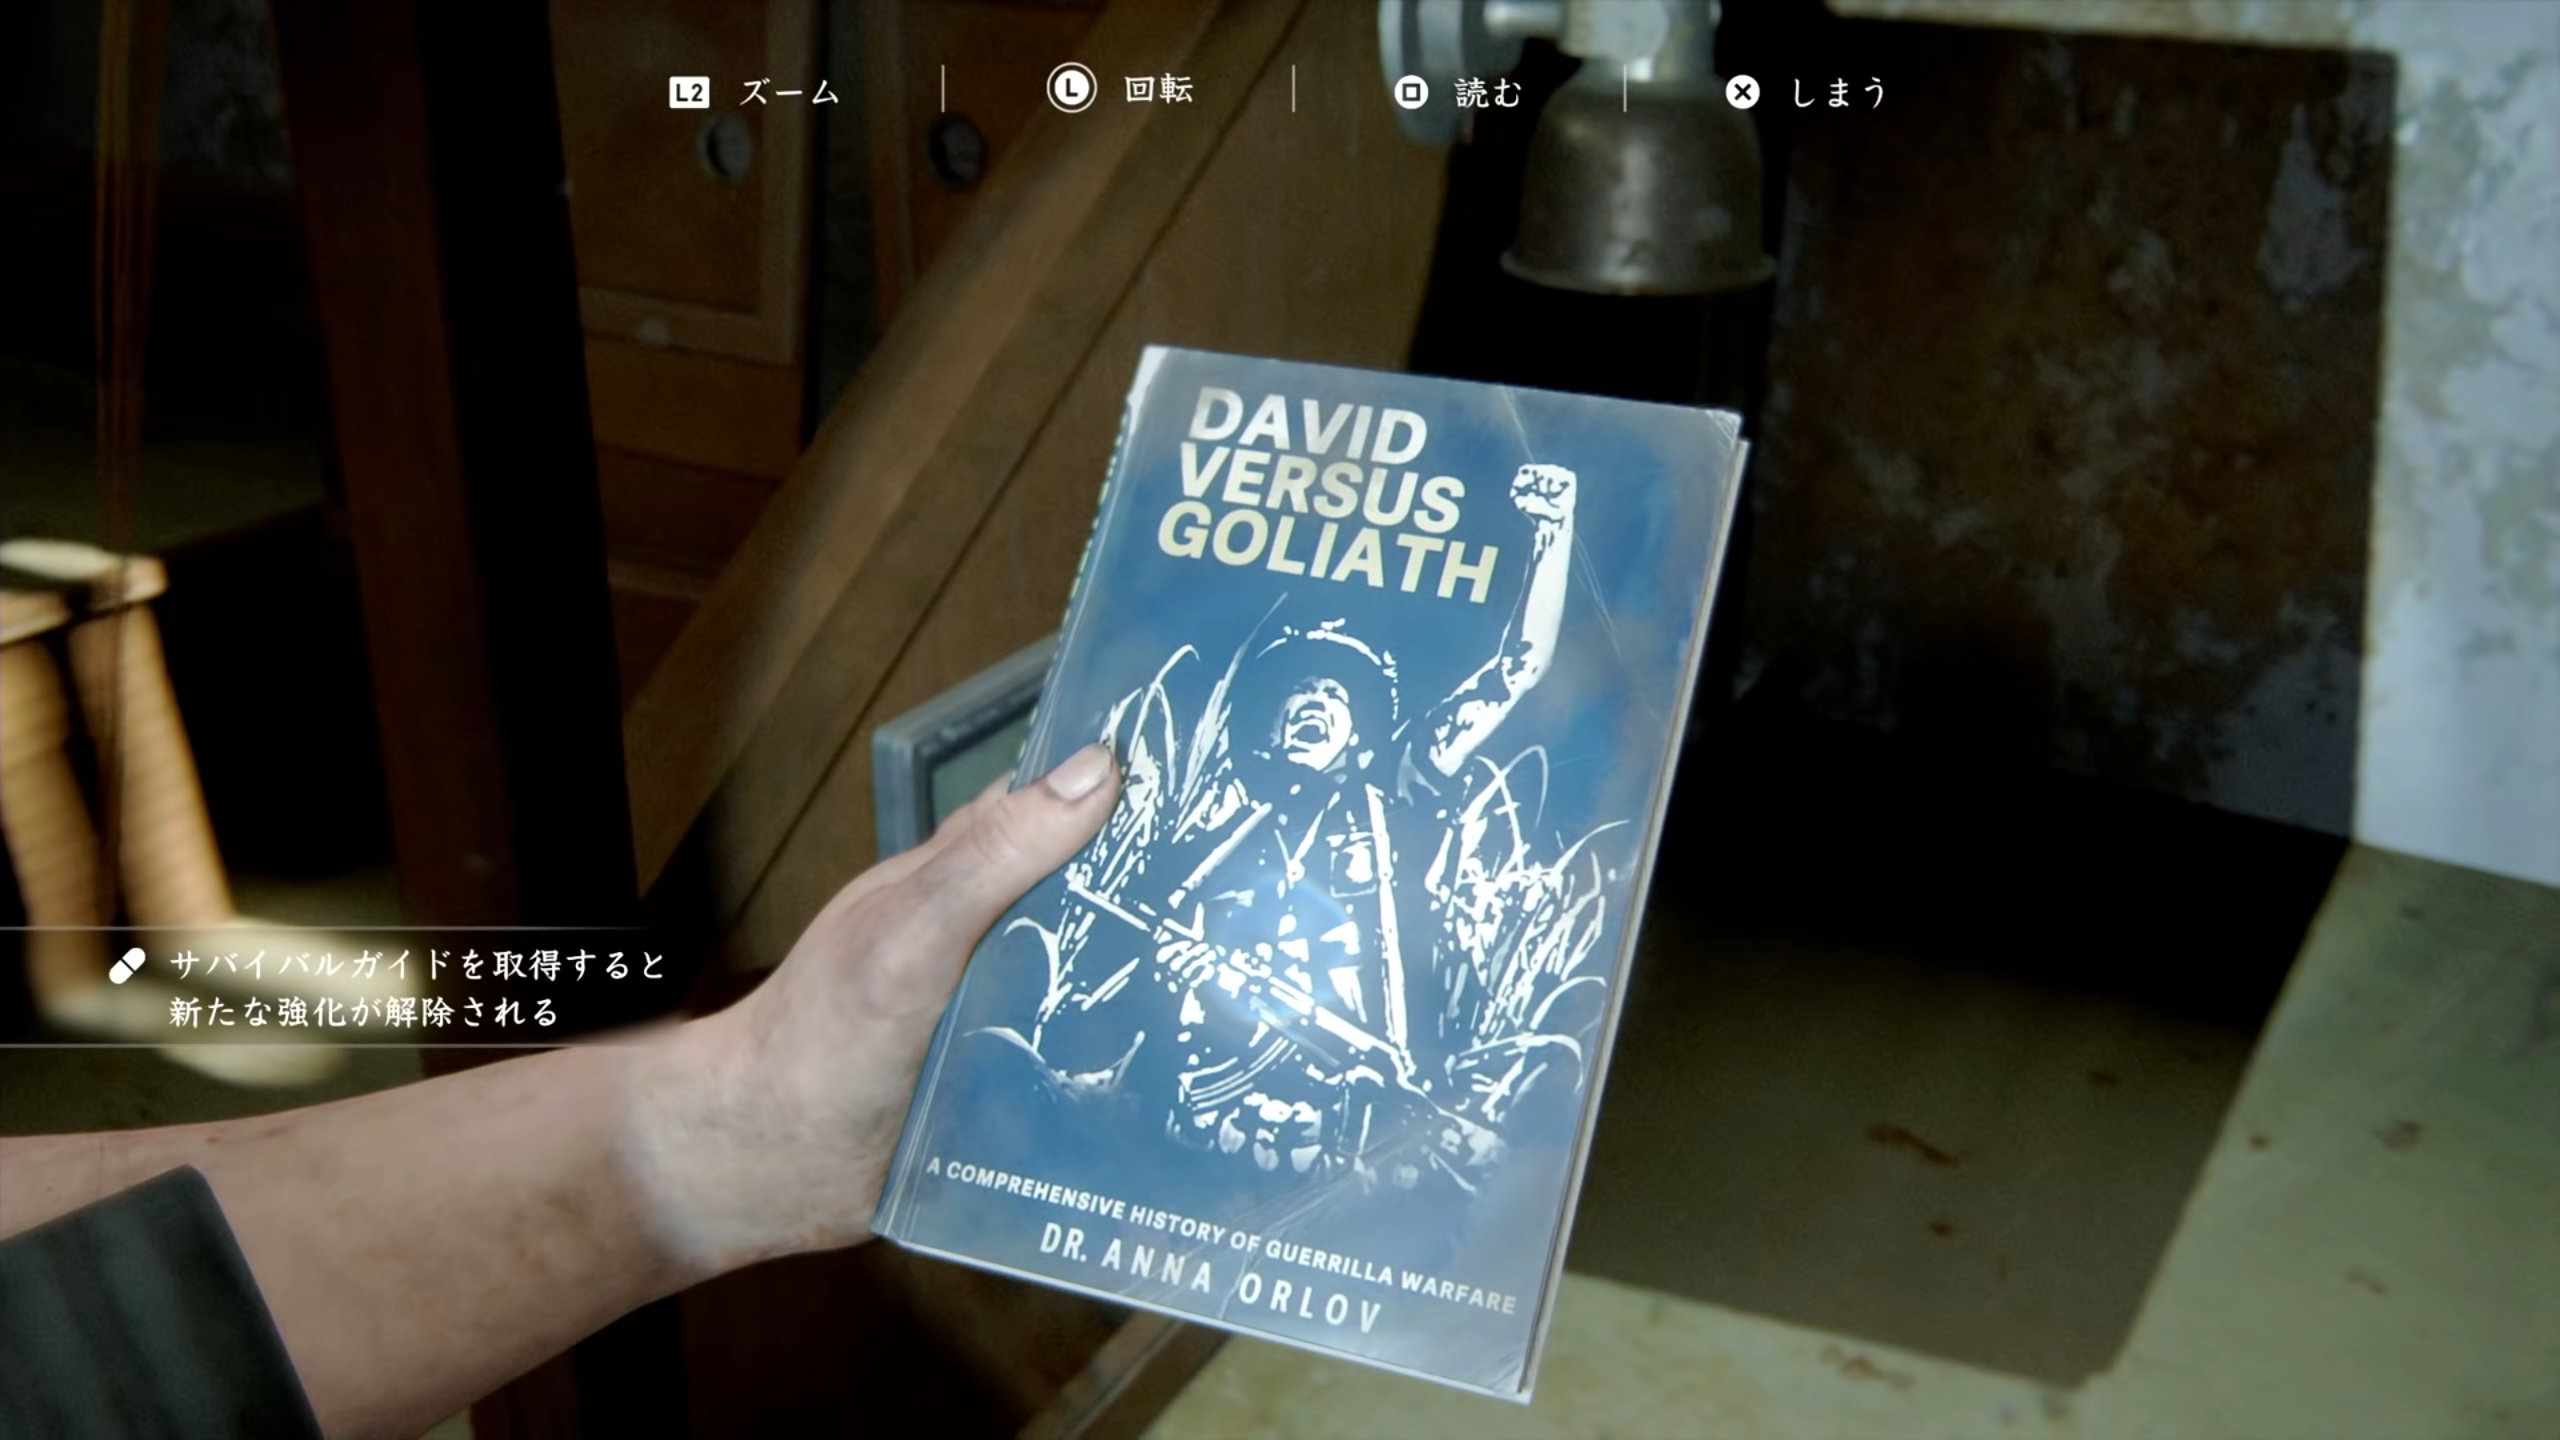 L2 ズーム L 回転 読む しまう
DAVID
VERSUS
GOLIATH
サバイバルガイドを取得すると
新たな強化が解除される
A COMPREHENSIVE HISTORY OF GUERRILLA WARFARE
DR. ANNA ORLOV